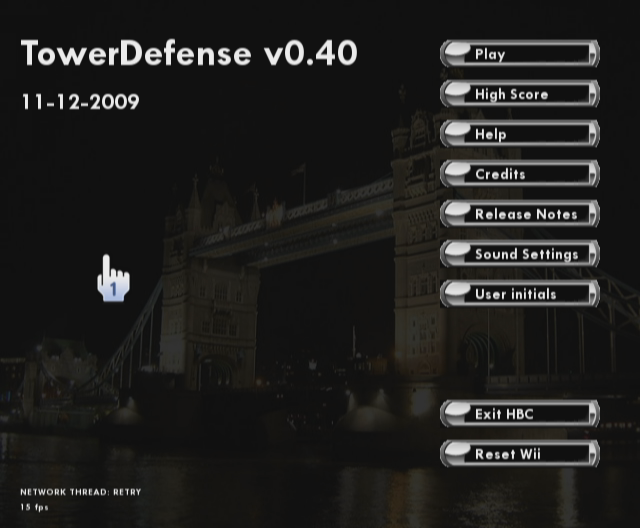 TowerDefense v0.40
11-12-2009
Play
High Score
Help
Credits
Release Notes
Sound Settings
User initials
1
Exit HBC
Reset Wii
NETWORK THREAD: RETRY
15 fps